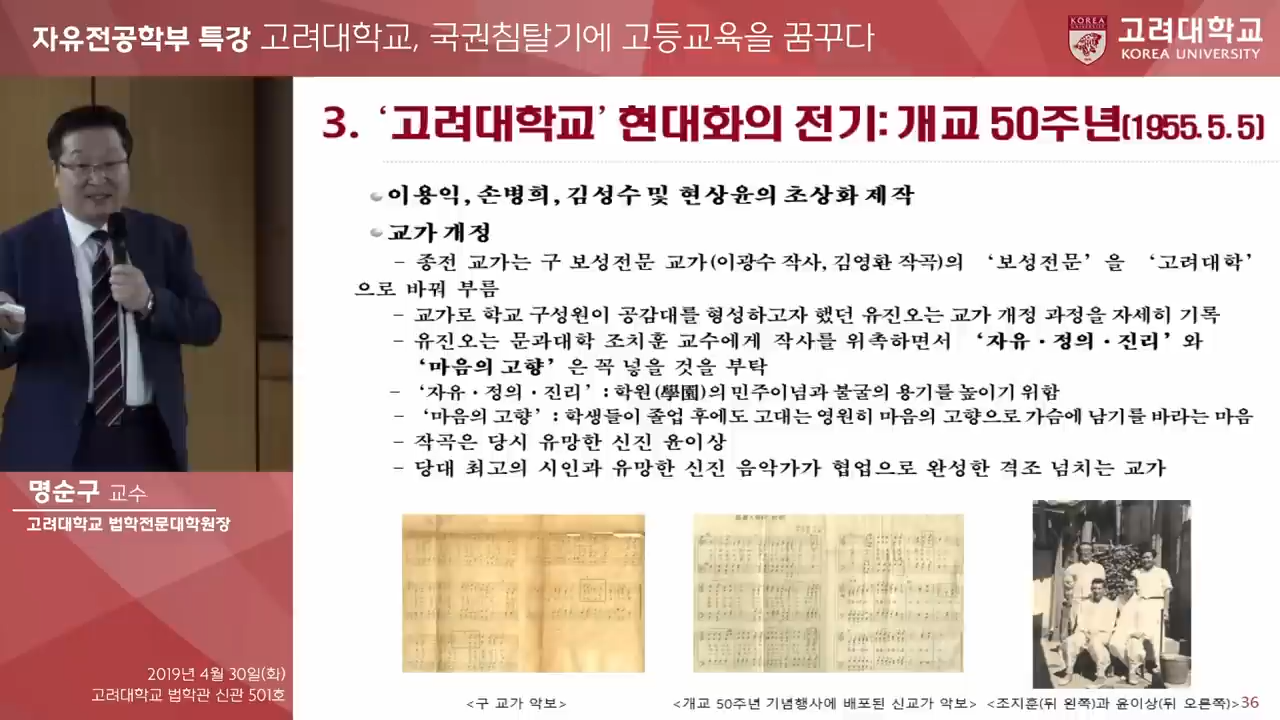 자유전공학부 특강 고려대학교, 국권침탈기에 고등교육을 꿈꾸다
KOREA
UNIVERSITY
고려대학교
KOREA UNIVERSITY
3. ‘고려대학교’ 현대화의 전기: 개교 50주년(1955. 5. 5)
이용익, 손병희, 김성수 및 현상윤의 초상화 제작
교가 개정
– 종전 교가는 구 보성전문 교가(이광수 작사, 김영환 작곡)의 ‘보성전문’을 ‘고려대학’
으로 바꿔 부름
– 교가로 학교 구성원이 공감대를 형성하고자 했던 유진오는 교가 개정 과정을 자세히 기록
– 유진오는 문과대학 조치훈 교수에게 작사를 위촉하면서 ‘자유·정의·진리’와
‘마음의 고향’은 꼭 넣을 것을 부탁
– ‘자유·정의·진리’: 학원(學園)의 민주이념과 불굴의 용기를 높이기 위함
– ‘마음의 고향’: 학생들이 졸업 후에도 고대는 영원히 마음의 고향으로 가슴에 남기를 바라는 마음
– 작곡은 당시 유망한 신진 윤이상
– 당대 최고의 시인과 유망한 신진 음악가가 협업으로 완성한 격조 넘치는 교가
명순구 교수
고려대학교 법학전문대학원장
2019년 4월 30일(화)
고려대학교 법학관 신관 501호
<구 교가 악보>
<개교 50주년 기념행사에 배포된 신교가 악보>
<조지훈(뒤 왼쪽)과 윤이상(뒤 오른쪽)>
36